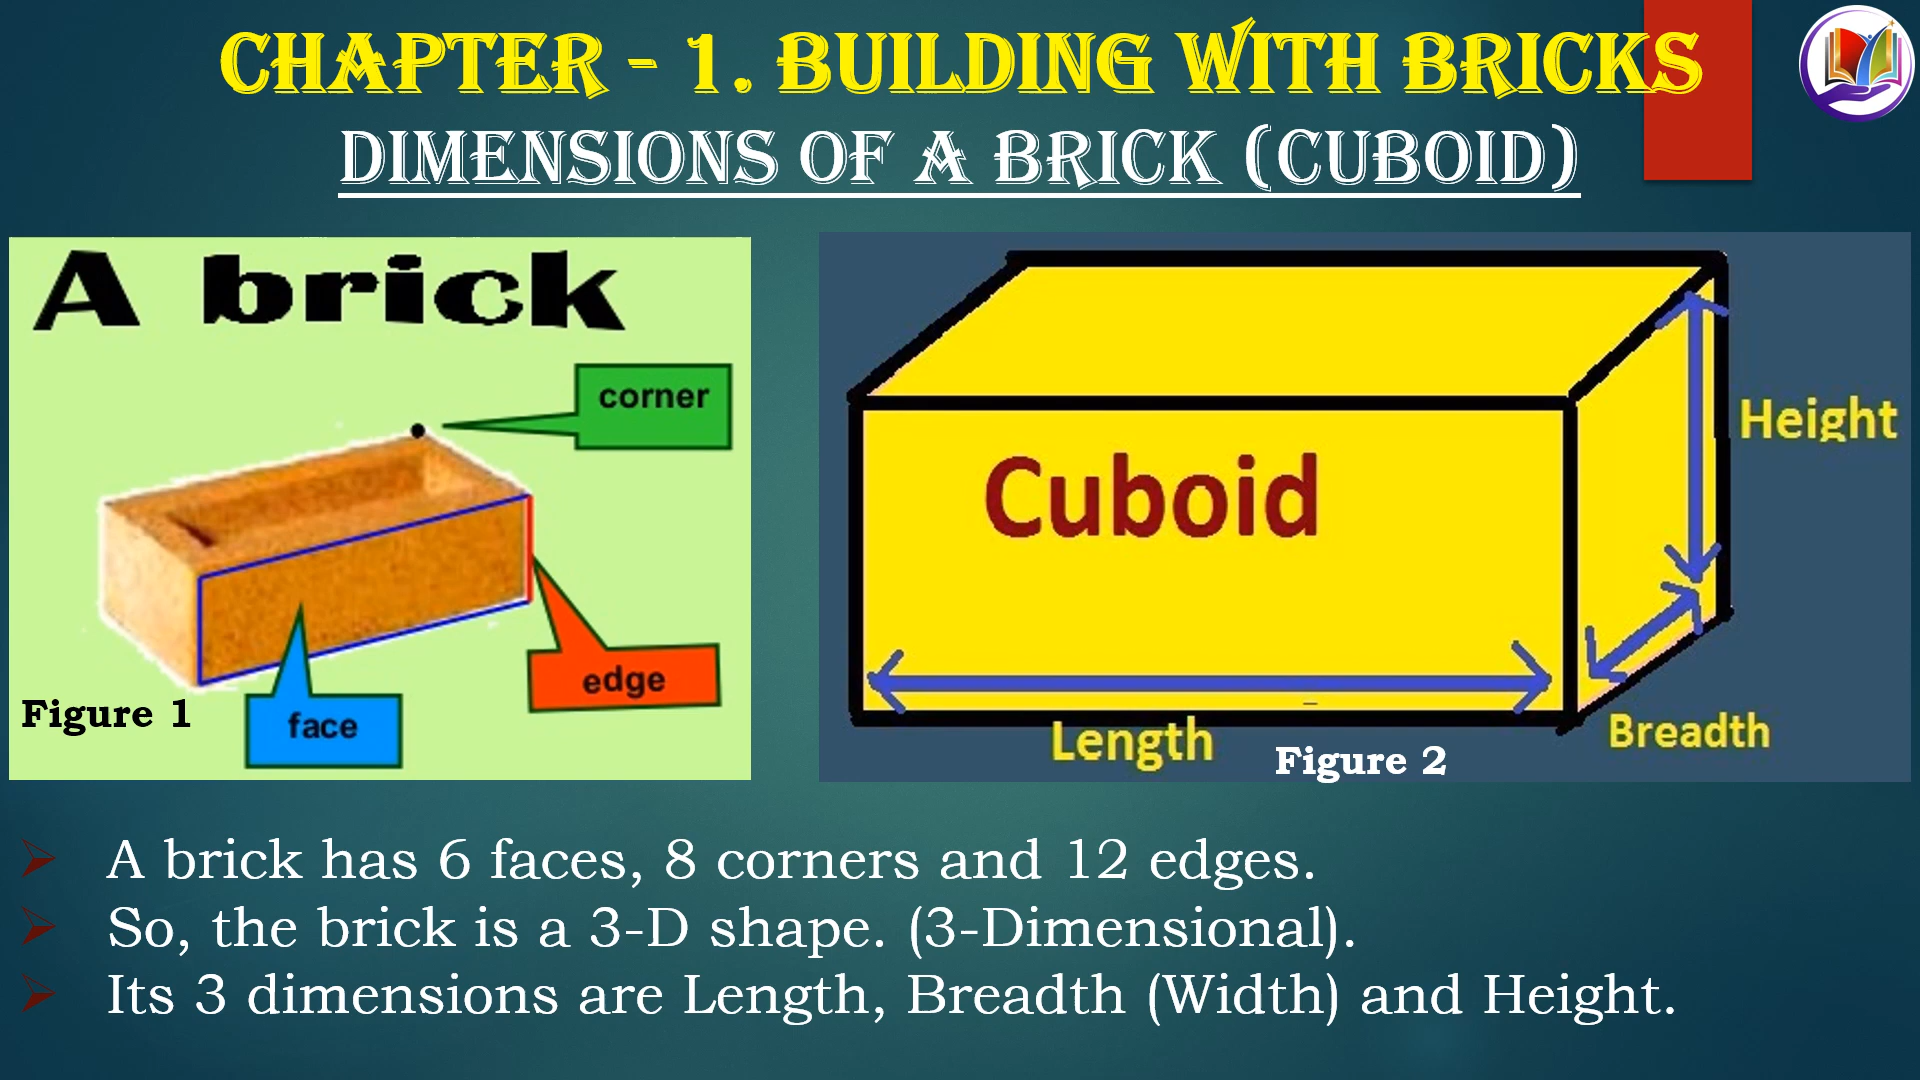 CHAPTER - 1. BUILDING WITH BRICKS
DIMENSIONS OF A BRICK (CUBOID)
A brick
corner
edge
face
Figure 1
Cuboid
Height
Length
Breadth
Figure 2
A brick has 6 faces, 8 corners and 12 edges.
So, the brick is a 3-D shape. (3-Dimensional).
Its 3 dimensions are Length, Breadth (Width) and Height.